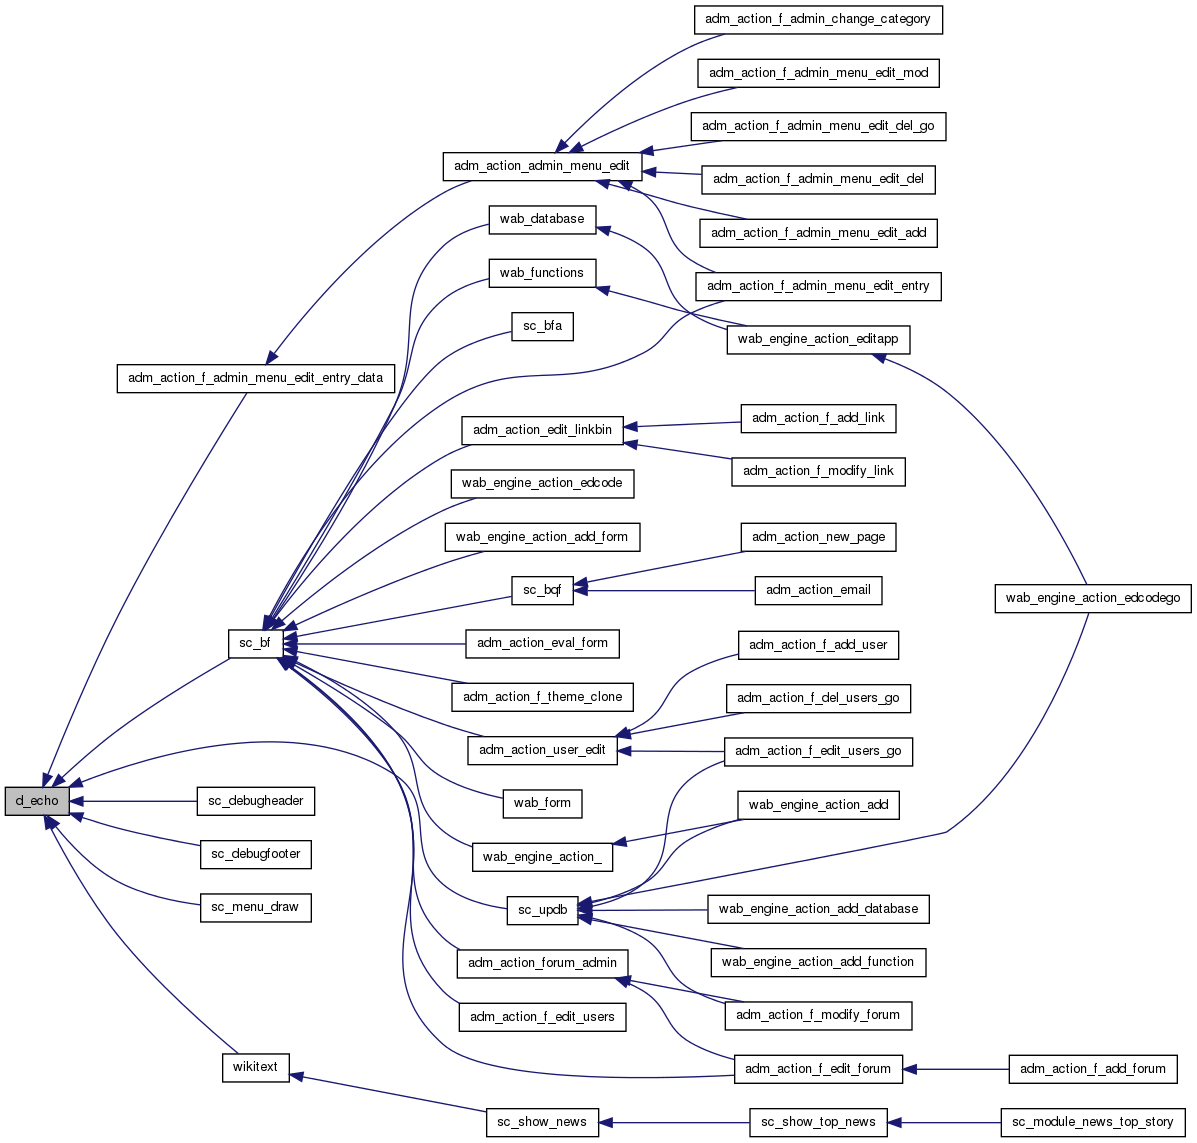 adm_action_f_admin_change_category
adm_action_f_admin_menu_edit_mod
adm_action_f_admin_menu_edit_del_go
adm_action_admin_menu_edit
adm_action_f_admin_menu_edit_del
wab_database
adm_action_f_admin_menu_edit_add
wab_functions
adm_action_f_admin_menu_edit_entry
sc_bfa
wab_engine_action_editapp
adm_action_f_admin_menu_edit_entry_data
adm_action_f_add_link
adm_action_edit_linkbin
adm_action_f_modify_link
wab_engine_action_edcode
wab_engine_action_add_form
adm_action_new_page
sc_bqf
adm_action_email
wab_engine_action_edcodego
sc_bf
adm_action_eval_form
adm_action_f_add_user
adm_action_f_theme_clone
adm_action_f_del_users_go
adm_action_user_edit
adm_action_f_edit_users_go
d_echo
sc_debugheader
wab_form
wab_engine_action_add
sc_debugfooter
wab_engine_action_
sc_menu_draw
sc_updb
wab_engine_action_add_database
adm_action_forum_admin
wab_engine_action_add_function
adm_action_f_edit_users
adm_action_f_modify_forum
wikitext
adm_action_f_edit_forum
adm_action_f_add_forum
sc_show_news
sc_show_top_news
sc_module_news_top_story